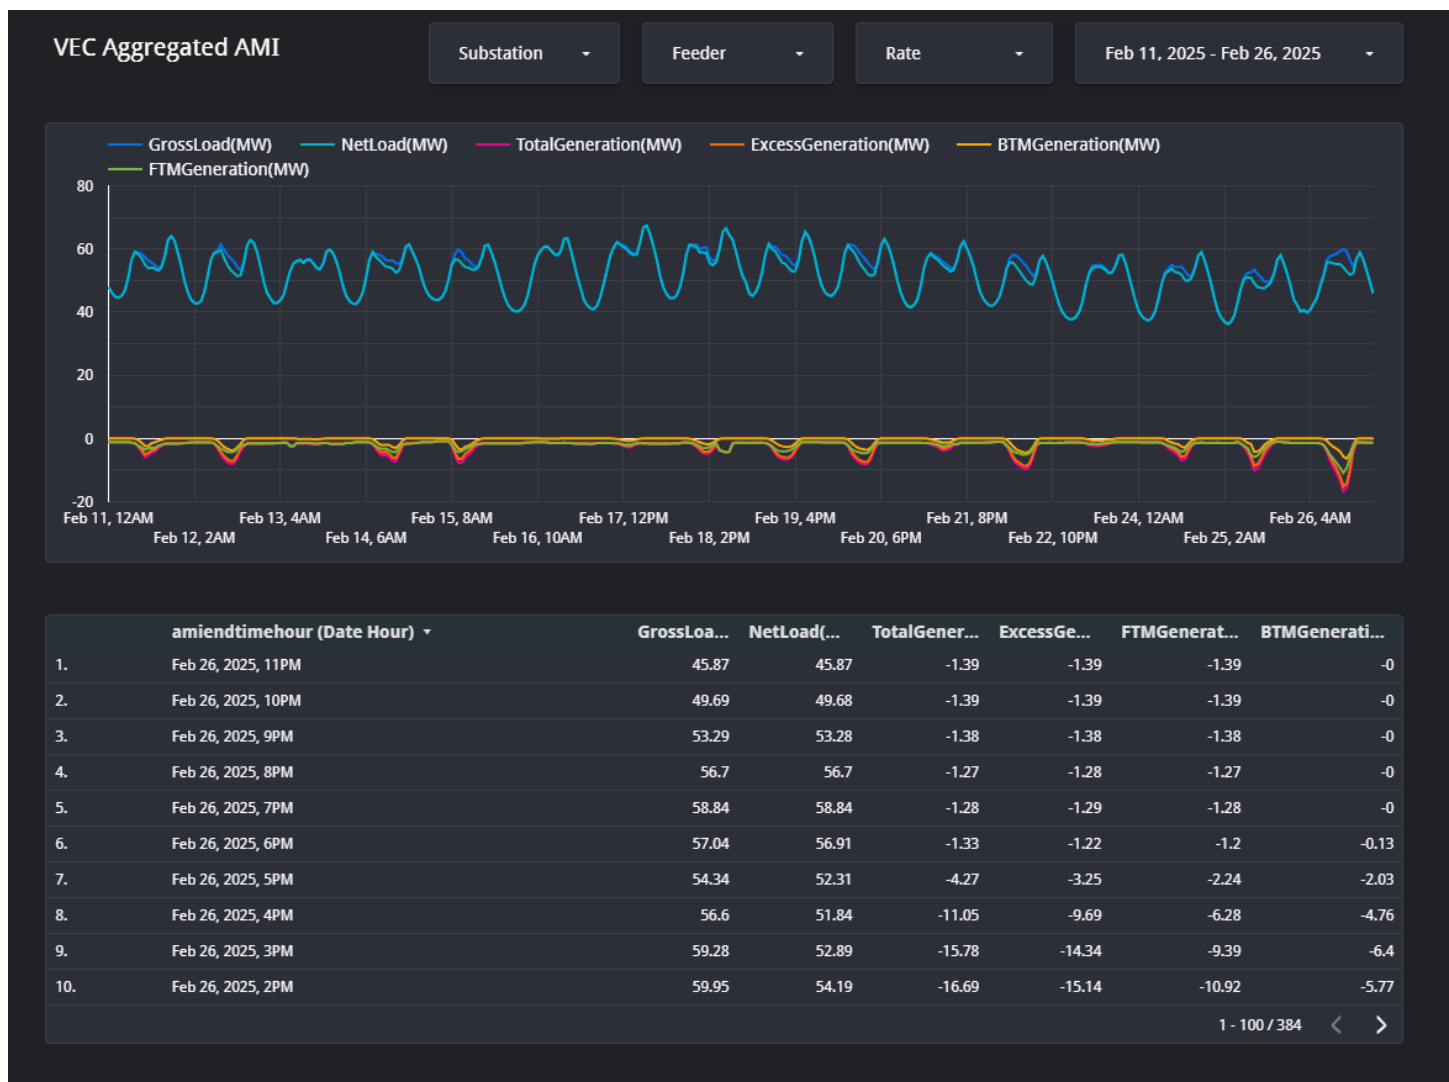 VEC Aggregated AMI
Substation
Feeder
Rate
Feb 11, 2025 - Feb 26, 2025
GrossLoad(MW) NetLoad(MW) TotalGeneration(MW) ExcessGeneration(MW) BTMGeneration(MW)
FTMGeneration(MW)
80
60
40
20
0
-20
Feb 11, 12AM Feb 13, 4AM Feb 15, 8AM Feb 17, 12PM Feb 19, 4PM Feb 21, 8PM Feb 24, 12AM Feb 26, 4AM
Feb 12, 2AM Feb 14, 6AM Feb 16, 10AM Feb 18, 2PM Feb 20, 6PM Feb 22, 10PM Feb 25, 2AM
amiendtimehour (Date Hour) GrossLoa... NetLoad(... TotalGener... ExcessGe... FTMGenerat... BTMGenerati...
1. Feb 26, 2025, 11PM 45.87 45.87 -1.39 -1.39 -1.39 -0
2. Feb 26, 2025, 10PM 49.69 49.68 -1.39 -1.39 -1.39 -0
3. Feb 26, 2025, 9PM 53.29 53.28 -1.38 -1.38 -1.38 -0
4. Feb 26, 2025, 8PM 56.7 56.7 -1.27 -1.28 -1.27 -0
5. Feb 26, 2025, 7PM 58.84 58.84 -1.28 -1.29 -1.28 -0
6. Feb 26, 2025, 6PM 57.04 56.91 -1.33 -1.22 -1.2 -0.13
7. Feb 26, 2025, 5PM 54.34 52.31 -4.27 -3.25 -2.24 -2.03
8. Feb 26, 2025, 4PM 56.6 51.84 -11.05 -9.69 -6.28 -4.76
9. Feb 26, 2025, 3PM 59.28 52.89 -15.78 -14.34 -9.39 -6.4
10. Feb 26, 2025, 2PM 59.95 54.19 -16.69 -15.14 -10.92 -5.77
1 - 100 / 384